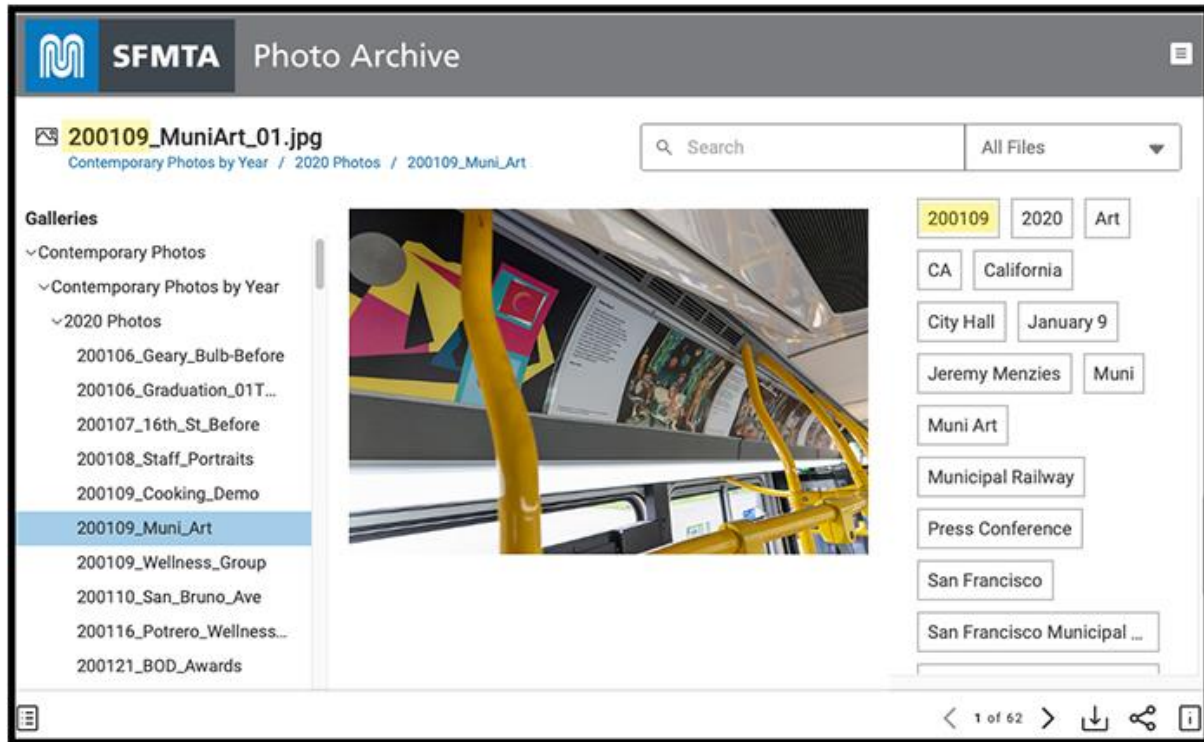 SFMTA Photo Archive
200109_MuniArt_01.jpg
Contemporary Photos by Year / 2020 Photos / 200109_Muni_Art
Search
All Files
Galleries
Contemporary Photos
Contemporary Photos by Year
2020 Photos
200106_Geary_Bulb-Before
200106_Graduation_01T...
200107_16th_St_Before
200108_Staff_Portraits
200109_Cooking_Demo
200109_Muni_Art
200109_Wellness_Group
200110_San_Bruno_Ave
200116_Potrero_Wellness...
200121_BOD_Awards
200109 2020 Art
CA California
City Hall January 9
Jeremy Menzies Muni
Muni Art
Municipal Railway
Press Conference
San Francisco
San Francisco Municipal ...
1 of 62